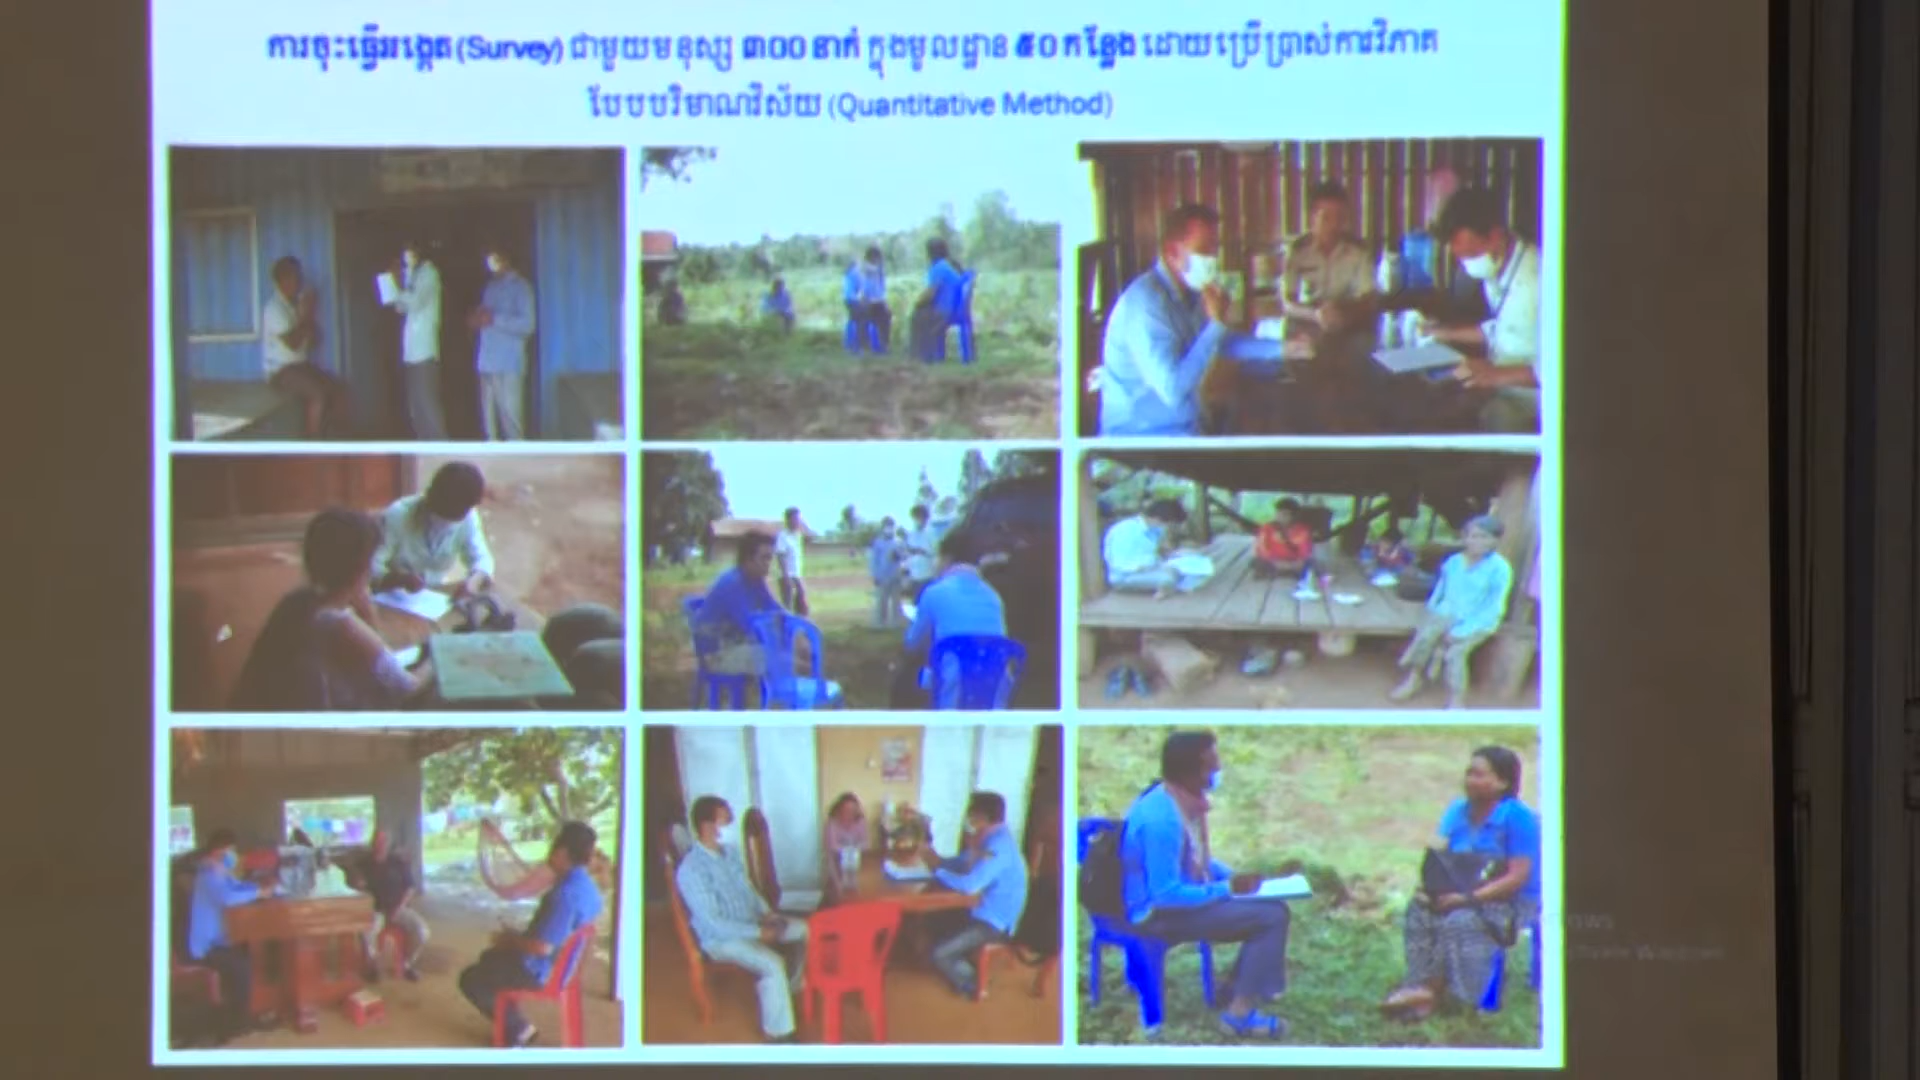 ការចុះធ្វើអង្កេត (Survey) ជាមួយមនុស្ស ៣០០ នាក់ ក្នុងមូលដ្ឋាន ៥០ កន្លែង ដោយប្រើប្រាស់ការវិភាគ
បែបបរិមាណវិស័យ (Quantitative Method)